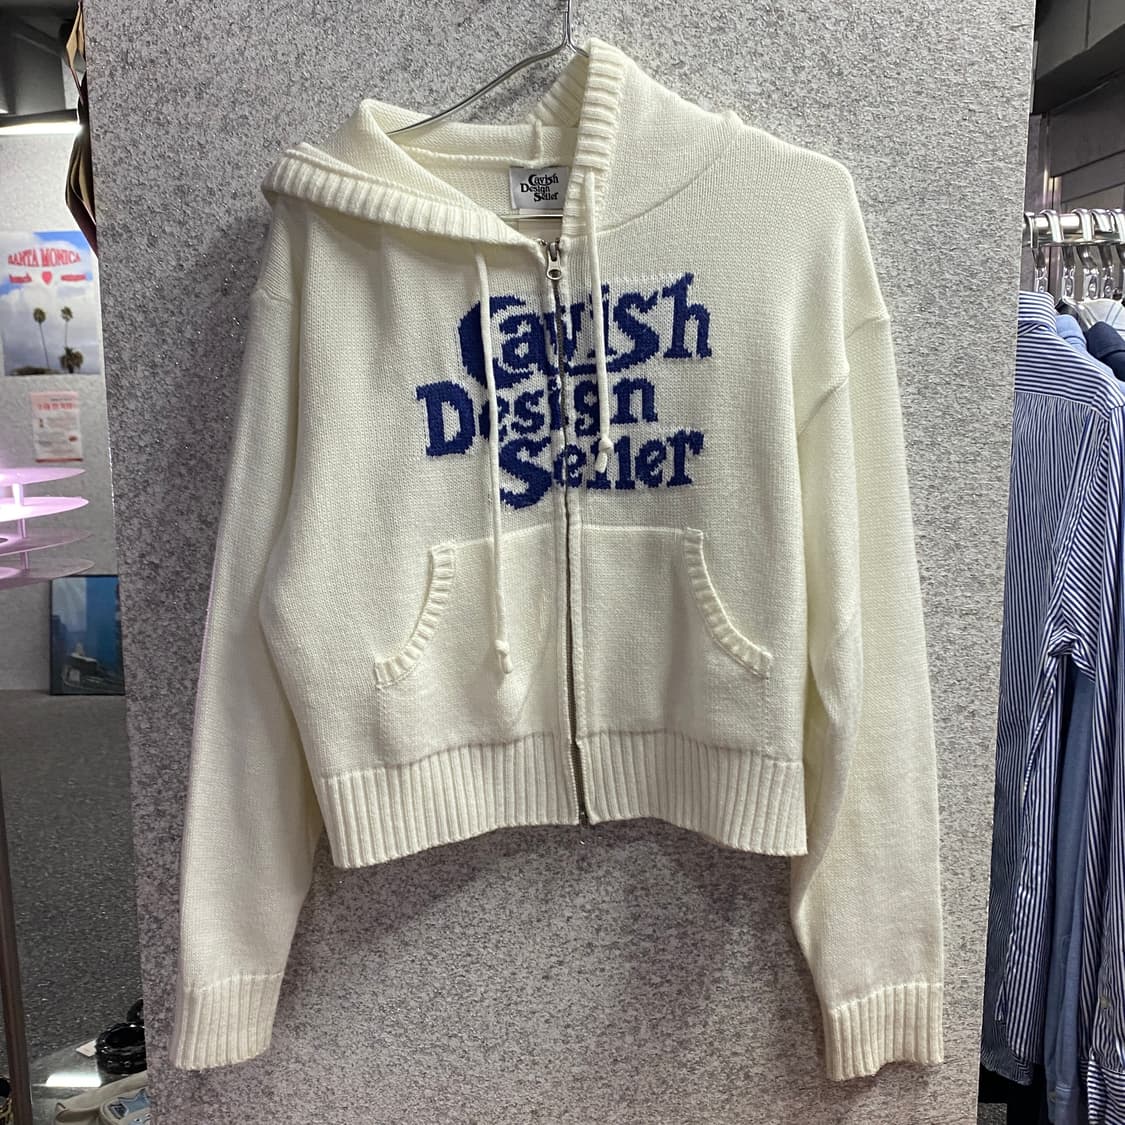 Cavish
Design
Seller
Cavish
Design
Seller
SANTA MONICA